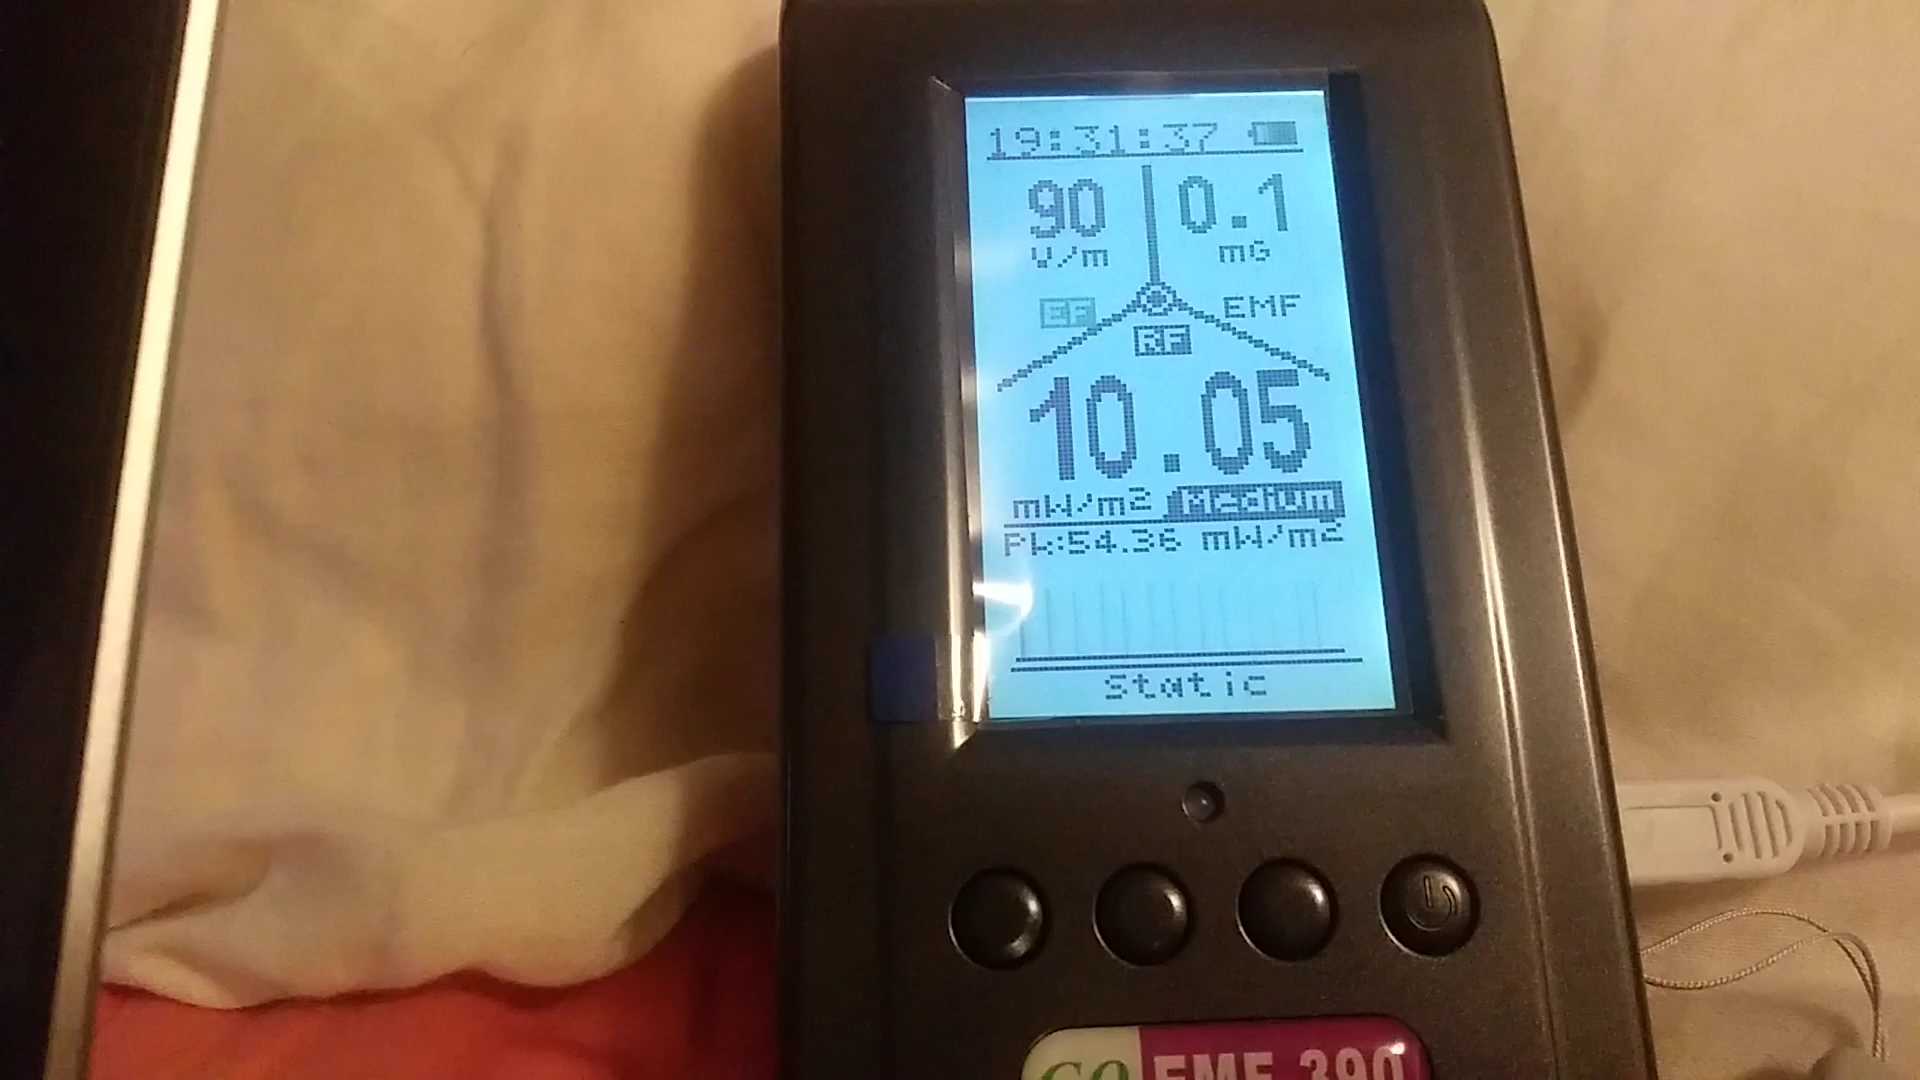 19:31:37
90 0.1
V/m mG
EF EMF
RF
10.05
mW/m2 Medium
Pk:54.36 mW/m2
Static
GQ EMF 390